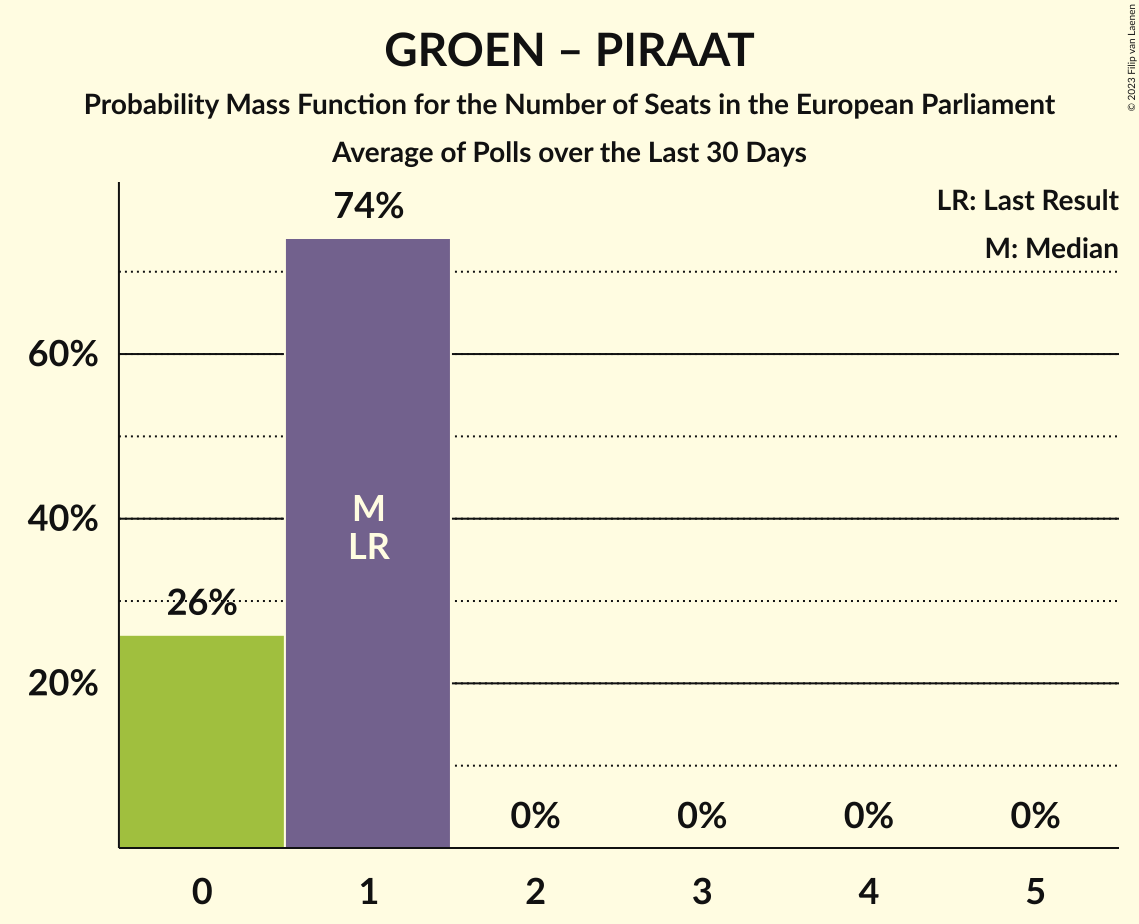 GROEN – PIRAAT
Probability Mass Function for the Number of Seats in the European Parliament
Average of Polls over the Last 30 Days
© 2023 Filip van Laenen
LR: Last Result
M: Median
74%
60%
M
40%
LR
26%
20%
0% 0% 0% 0%
0 1 2 3 4 5